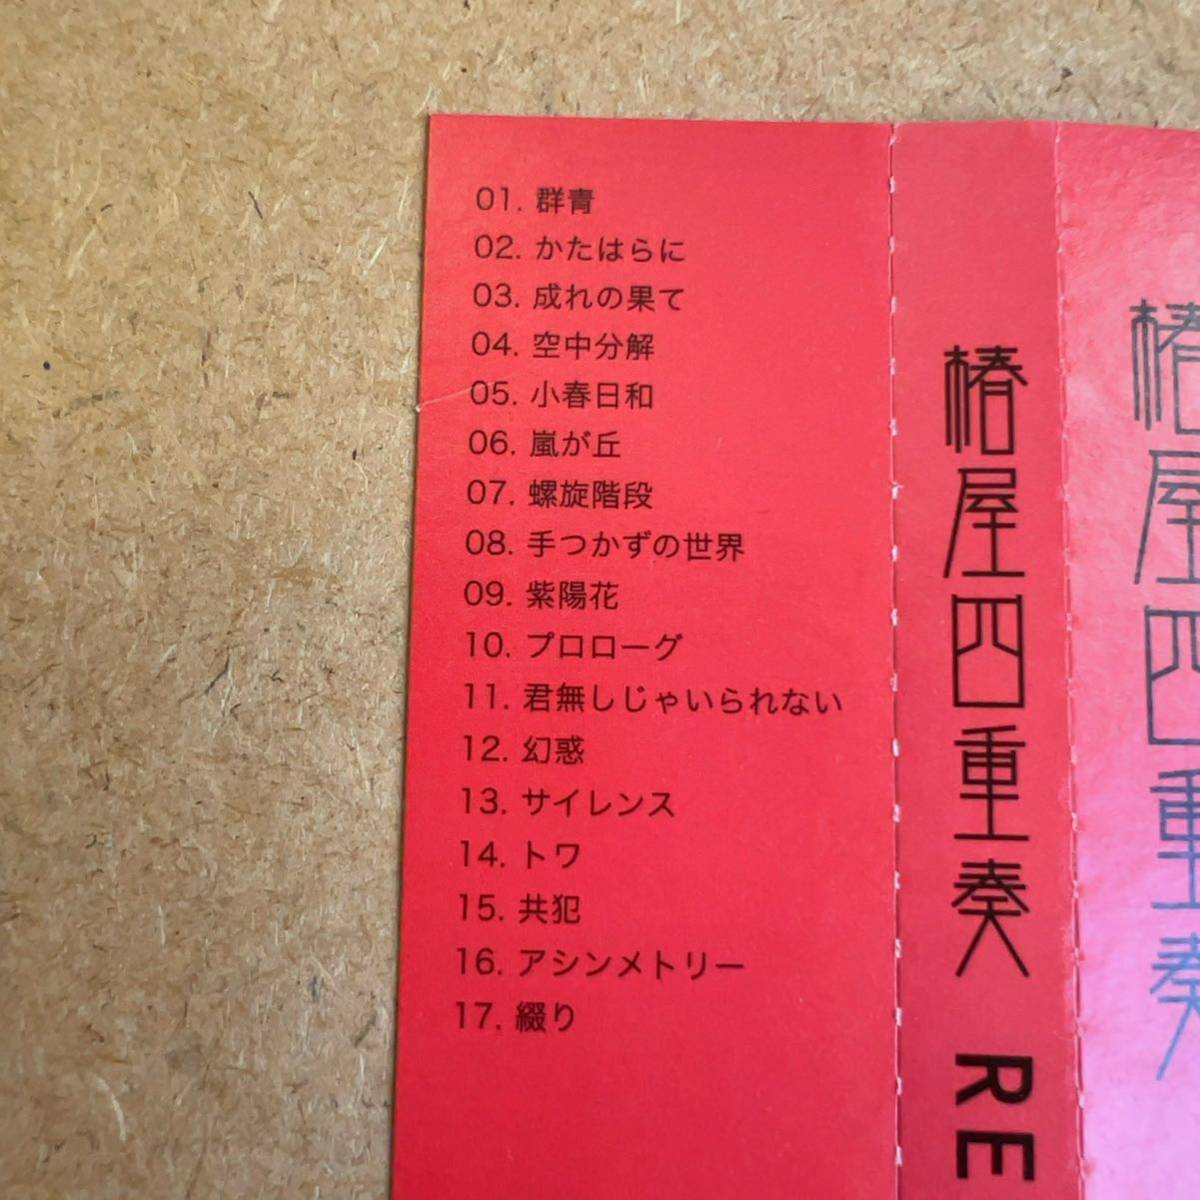 01. 群青
02. かたはらに
03. 成れの果て
04. 空中分解
05. 小春日和
06. 嵐が丘
07. 螺旋階段
08. 手つかずの世界
09. 紫陽花
10. プロローグ
11. 君無しじゃいられない
12. 幻惑
13. サイレンス
14. トワ
15. 共犯
16. アシンメトリー
17. 綴り
椿屋四重奏 RE
椿屋四重奏